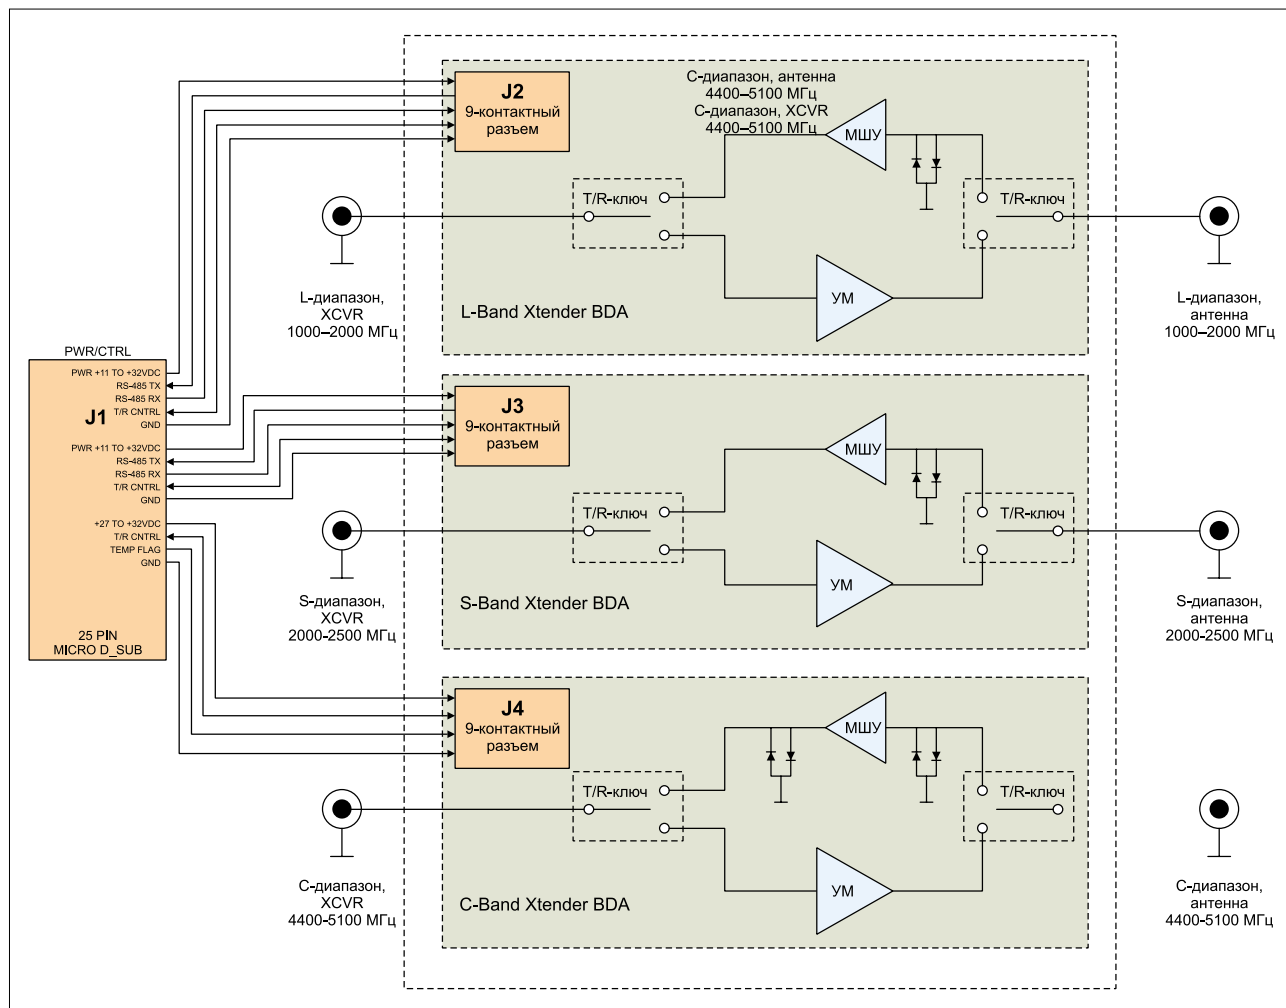 J2
9-контактный
разъем
C-диапазон, антенна
4400–5100 МГц
C-диапазон, XCVR
4400–5100 МГц
МШУ
T/R-ключ
T/R-ключ
УМ
L-Band Xtender BDA
L-диапазон,
XCVR
1000–2000 МГц
L-диапазон,
антенна
1000–2000 МГц
PWR/CTRL
PWR +11 TO +32VDC
RS-485 TX
RS-485 RX
T/R CNTRL
GND
J1
PWR +11 TO +32VDC
RS-485 TX
RS-485 RX
T/R CNTRL
GND
+27 TO +32VDC
T/R CNTRL
TEMP FLAG
GND
25 PIN
MICRO D_SUB
J3
9-контактный
разъем
МШУ
T/R-ключ
T/R-ключ
УМ
S-Band Xtender BDA
S-диапазон,
XCVR
2000-2500 МГц
S-диапазон,
антенна
2000-2500 МГц
J4
9-контактный
разъем
МШУ
T/R-ключ
T/R-ключ
УМ
C-Band Xtender BDA
C-диапазон,
XCVR
4400-5100 МГц
C-диапазон,
антенна
4400-5100 МГц